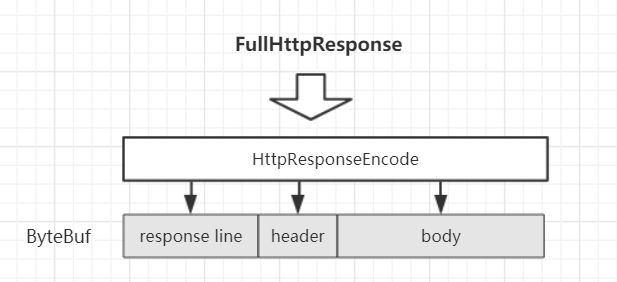 FullHttpResponse
HttpResponseEncode
ByteBuf response line header body